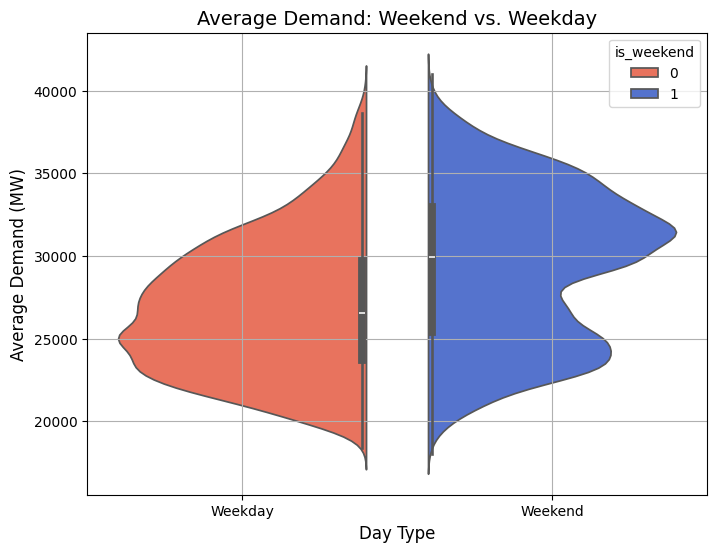 Average Demand: Weekend vs. Weekday
is_weekend
0
1
Average Demand (MW)
40000
35000
30000
25000
20000
Weekday
Weekend
Day Type